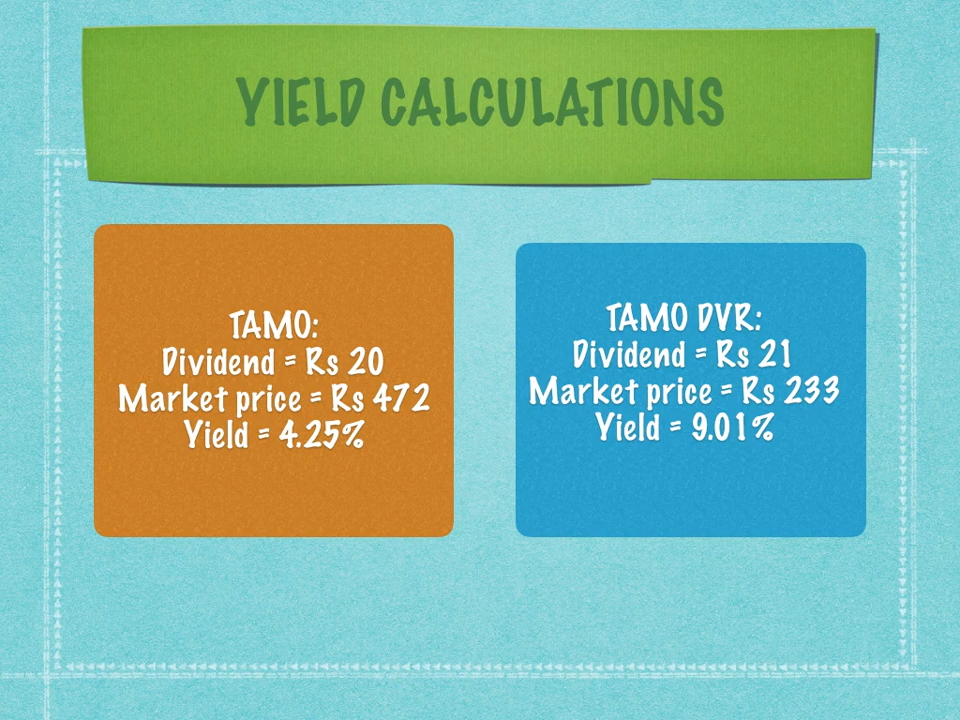 YIELD CALCULATIONS
TAMO:
Dividend = Rs 20
Market price = Rs 472
Yield = 4.25%
TAMO DVR:
Dividend = Rs 21
Market price = Rs 233
Yield = 9.01%